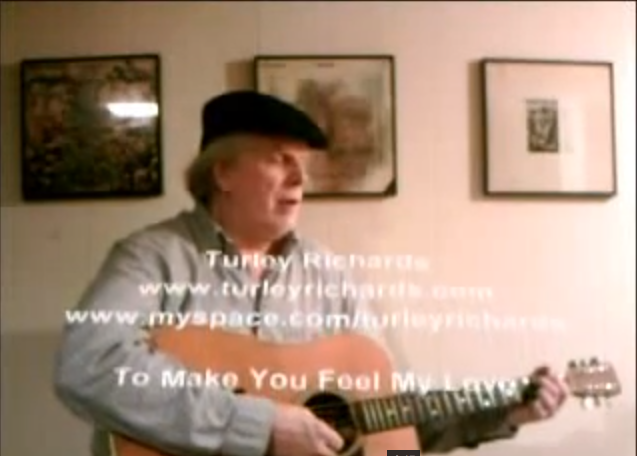 Turley Richards
www.turleyrichards.com
www.myspace.com/turleyrichards
To Make You Feel My Love